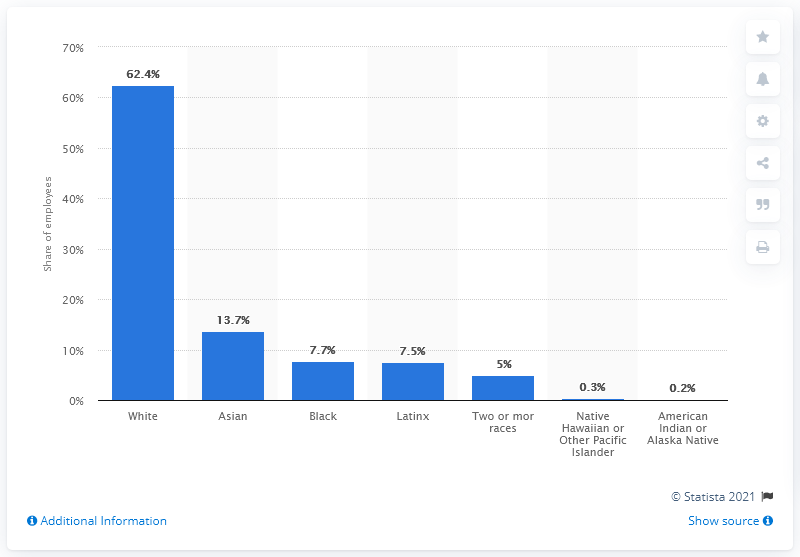 70%
60%
50%
40%
30%
20%
10%
0%
Share of employees
62.4%
13.7%
7.7%
7.5%
5%
0.3%
0.2%
White
Asian
Black
Latinx
Two or mor
races
Native
Hawaiian or
Other Pacific
Islander
American
Indian or
Alaska Native
© Statista 2021
Additional Information
Show source